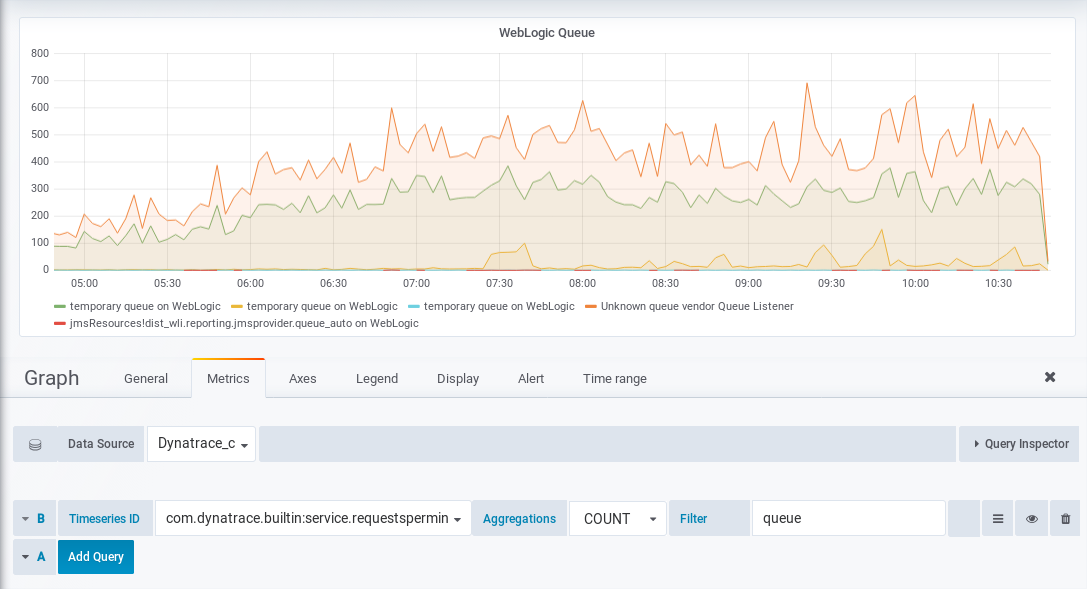 WebLogic Queue
800
700
600
500
400
300
200
100
0
05:00 05:30 06:00 06:30 07:00 07:30 08:00 08:30 09:00 09:30 10:00 10:30
temporary queue on WebLogic temporary queue on WebLogic temporary queue on WebLogic Unknown queue vendor Queue Listener
jmsResources!dist_wli.reporting.jmsprovider.queue_auto on WebLogic
Graph General Metrics Axes Legend Display Alert Time range
Data Source Dynatrace_c Query Inspector
B Timeseries ID com.dynatrace.builtin:service.requestspermin Aggregations COUNT Filter queue
A Add Query